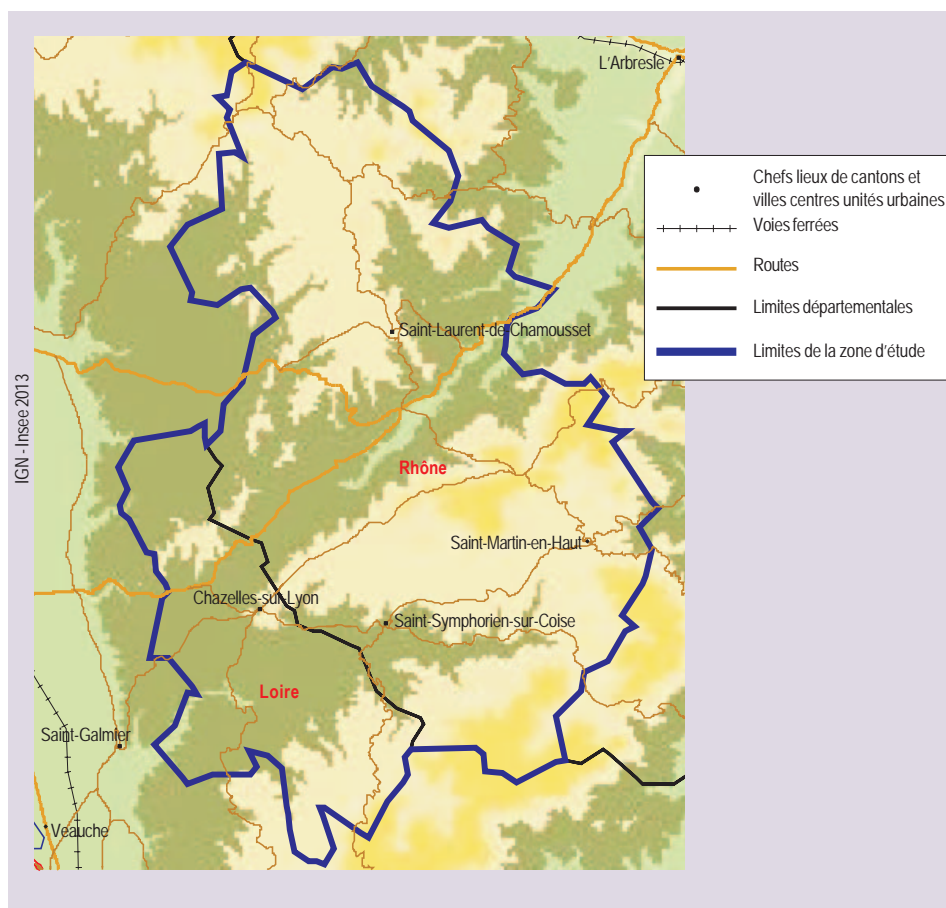 L'Arbresle
Chefs lieux de cantons et
villes centres unités urbaines
Voies ferrées
Routes
Limites départementales
Limites de la zone d'étude
Saint-Laurent-de-Chamousset
IGN - Insee 2013
Rhône
Saint-Martin-en-Haut
Chazelles-sur-Lyon
Saint-Symphorien-sur-Coise
Loire
Saint-Galmier
Veauche